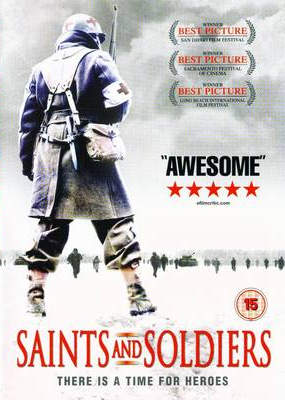 WINNER
BEST PICTURE
SAN DIEGO FILM FESTIVAL
WINNER
BEST PICTURE
SACRAMENTO FESTIVAL
OF CINEMA
WINNER
BEST PICTURE
LONG BEACH INTERNATIONAL
FILM FESTIVAL
"AWESOME"
efilmcritic.com
15
SAINTS AND SOLDIERS
THERE IS A TIME FOR HEROES